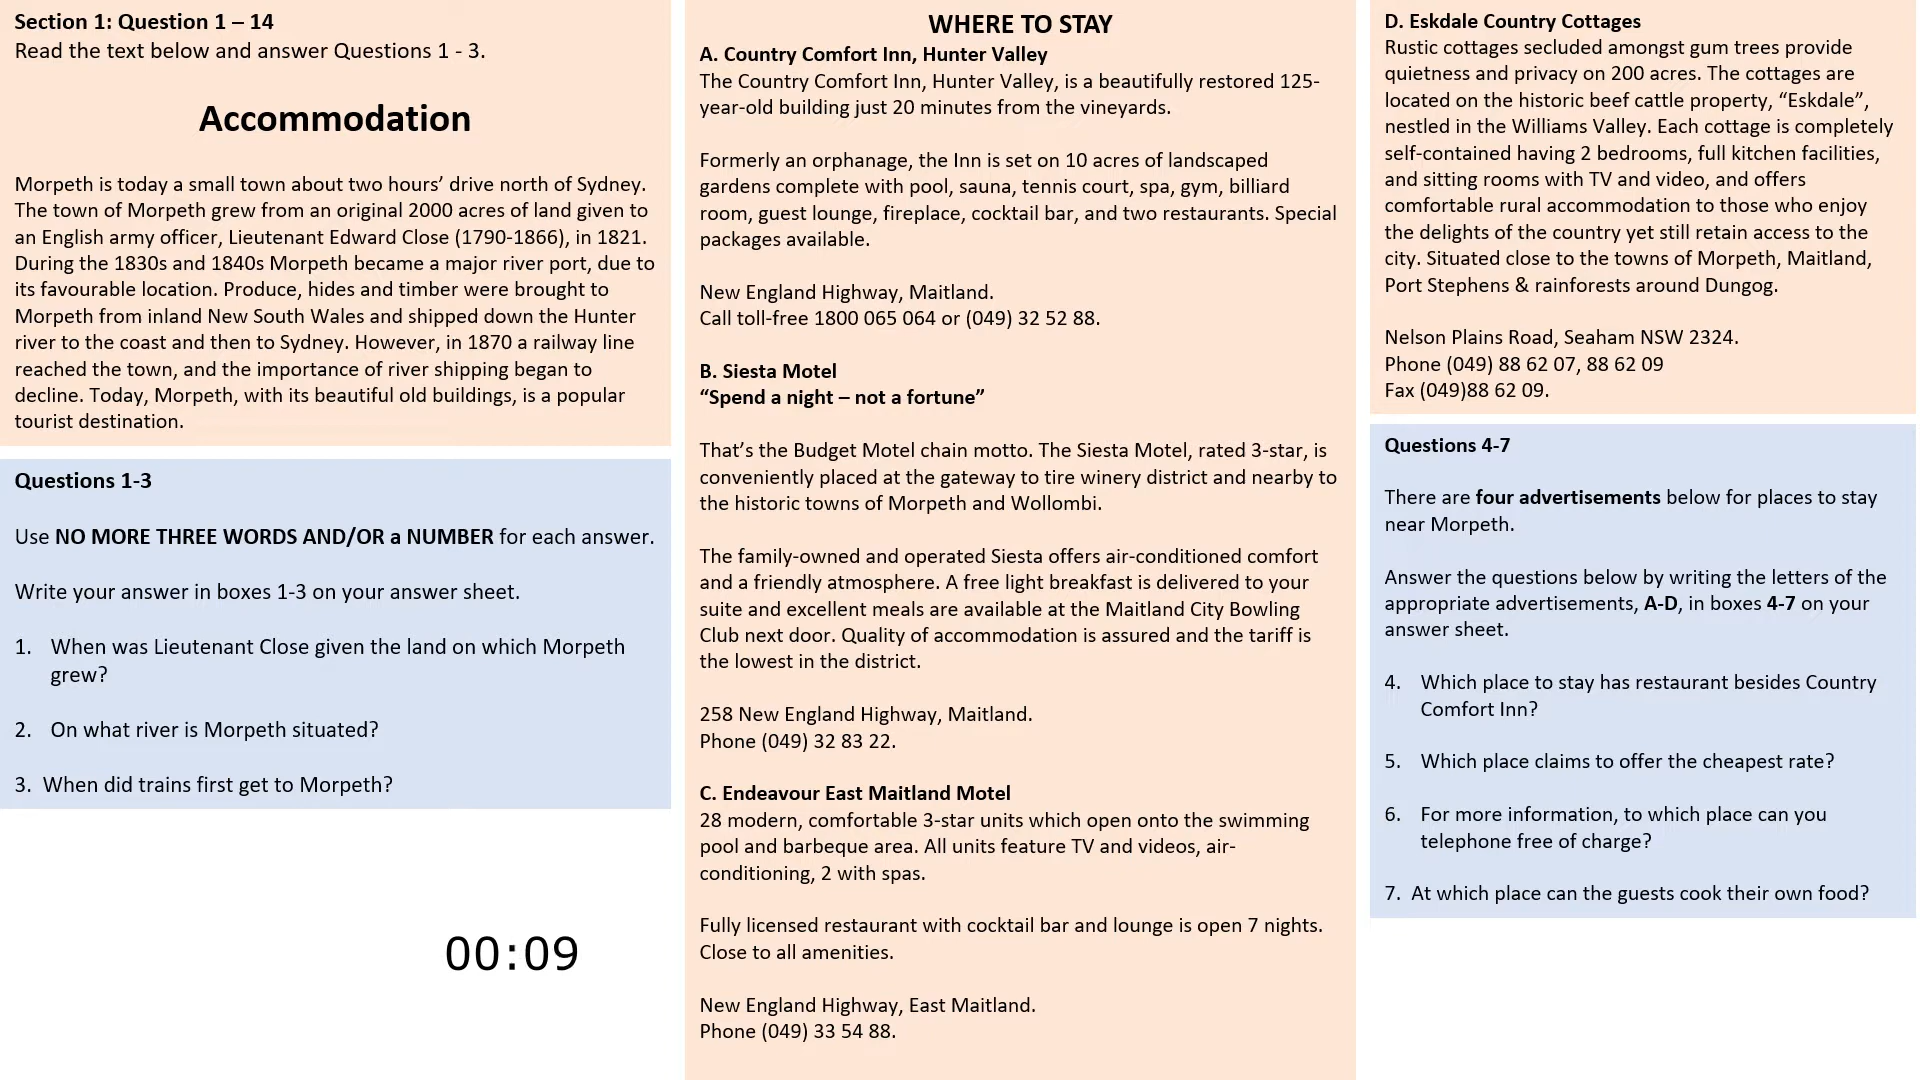 Section 1: Question 1 – 14
Read the text below and answer Questions 1 - 3.
Accommodation
Morpeth is today a small town about two hours’ drive north of Sydney.
The town of Morpeth grew from an original 2000 acres of land given to
an English army officer, Lieutenant Edward Close (1790-1866), in 1821.
During the 1830s and 1840s Morpeth became a major river port, due to
its favourable location. Produce, hides and timber were brought to
Morpeth from inland New South Wales and shipped down the Hunter
river to the coast and then to Sydney. However, in 1870 a railway line
reached the town, and the importance of river shipping began to
decline. Today, Morpeth, with its beautiful old buildings, is a popular
tourist destination.
Questions 1-3
Use NO MORE THREE WORDS AND/OR a NUMBER for each answer.
Write your answer in boxes 1-3 on your answer sheet.
1. When was Lieutenant Close given the land on which Morpeth
grew?
2. On what river is Morpeth situated?
3. When did trains first get to Morpeth?
00:09
WHERE TO STAY
A. Country Comfort Inn, Hunter Valley
The Country Comfort Inn, Hunter Valley, is a beautifully restored 125-
year-old building just 20 minutes from the vineyards.
Formerly an orphanage, the Inn is set on 10 acres of landscaped
gardens complete with pool, sauna, tennis court, spa, gym, billiard
room, guest lounge, fireplace, cocktail bar, and two restaurants. Special
packages available.
New England Highway, Maitland.
Call toll-free 1800 065 064 or (049) 32 52 88.
B. Siesta Motel
“Spend a night – not a fortune”
That’s the Budget Motel chain motto. The Siesta Motel, rated 3-star, is
conveniently placed at the gateway to tire winery district and nearby to
the historic towns of Morpeth and Wollombi.
The family-owned and operated Siesta offers air-conditioned comfort
and a friendly atmosphere. A free light breakfast is delivered to your
suite and excellent meals are available at the Maitland City Bowling
Club next door. Quality of accommodation is assured and the tariff is
the lowest in the district.
258 New England Highway, Maitland.
Phone (049) 32 83 22.
C. Endeavour East Maitland Motel
28 modern, comfortable 3-star units which open onto the swimming
pool and barbeque area. All units feature TV and videos, air-
conditioning, 2 with spas.
Fully licensed restaurant with cocktail bar and lounge is open 7 nights.
Close to all amenities.
New England Highway, East Maitland.
Phone (049) 33 54 88.
D. Eskdale Country Cottages
Rustic cottages secluded amongst gum trees provide
quietness and privacy on 200 acres. The cottages are
located on the historic beef cattle property, “Eskdale”,
nestled in the Williams Valley. Each cottage is completely
self-contained having 2 bedrooms, full kitchen facilities,
and sitting rooms with TV and video, and offers
comfortable rural accommodation to those who enjoy
the delights of the country yet still retain access to the
city. Situated close to the towns of Morpeth, Maitland,
Port Stephens & rainforests around Dungog.
Nelson Plains Road, Seaham NSW 2324.
Phone (049) 88 62 07, 88 62 09
Fax (049)88 62 09.
Questions 4-7
There are four advertisements below for places to stay
near Morpeth.
Answer the questions below by writing the letters of the
appropriate advertisements, A-D, in boxes 4-7 on your
answer sheet.
4. Which place to stay has restaurant besides Country
Comfort Inn?
5. Which place claims to offer the cheapest rate?
6. For more information, to which place can you
telephone free of charge?
7. At which place can the guests cook their own food?